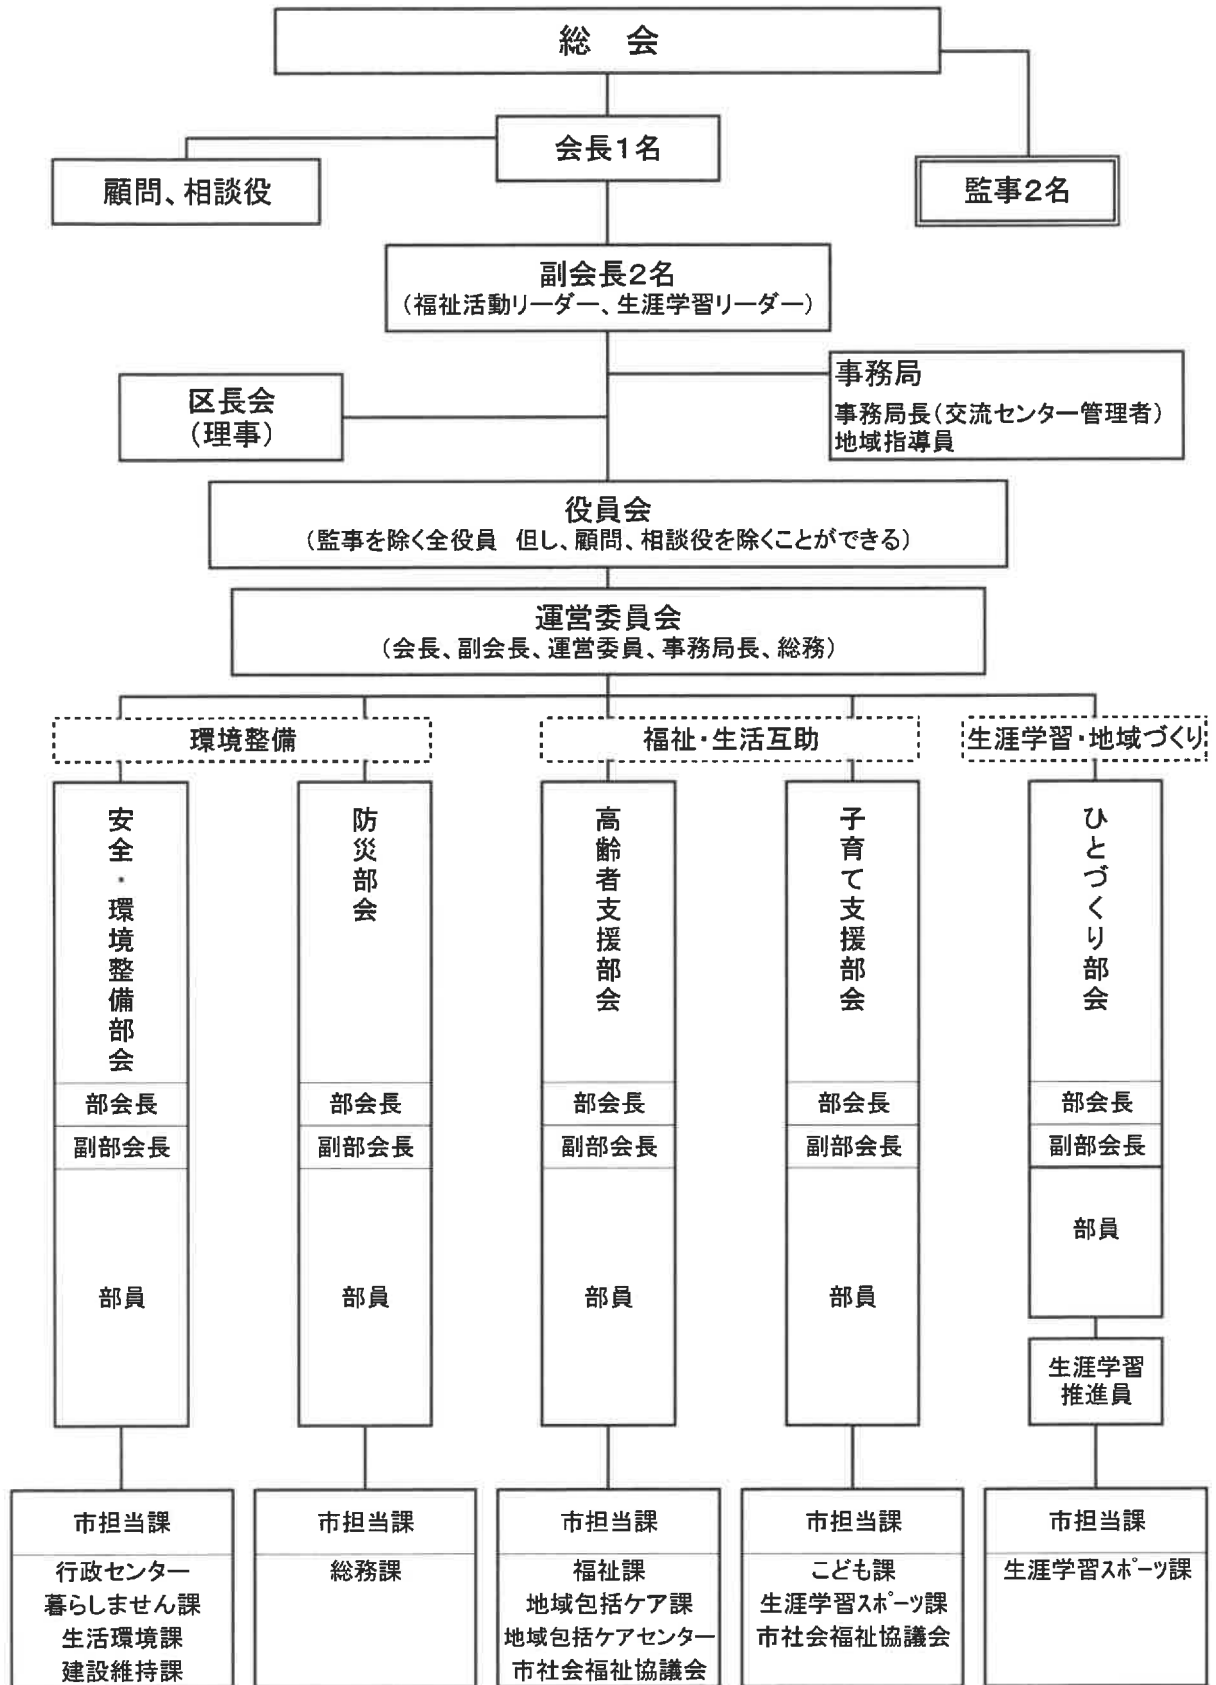 総　会
会長1名
顧問、相談役
監事2名
副会長2名
（福祉活動リーダー、生涯学習リーダー）
区長会
（理事）
事務局
事務局長（交流センター管理者）
地域指導員
役員会
（監事を除く全役員　但し、顧問、相談役を除くことができる）
運営委員会
（会長、副会長、運営委員、事務局長、総務）
環境整備
福祉・生活互助
生涯学習・地域づくり
安全・環境整備部会
部会長
副部会長
部員
防災部会
部会長
副部会長
部員
高齢者支援部会
部会長
副部会長
部員
子育て支援部会
部会長
副部会長
部員
ひとづくり部会
部会長
副部会長
部員
生涯学習
推進員
市担当課
行政センター
暮らしません課
生活環境課
建設維持課
市担当課
総務課
市担当課
福祉課
地域包括ケア課
地域包括ケアセンター
市社会福祉協議会
市担当課
こども課
生涯学習スポーツ課
市社会福祉協議会
市担当課
生涯学習スポーツ課